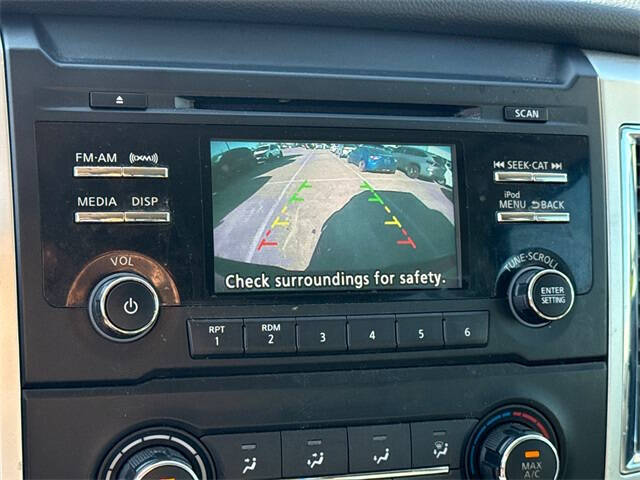 SCAN
FM·AM ((XM))
MEDIA DISP
SEEK·CAT
iPod
MENU BACK
Check surroundings for safety.
VOL
TUNE·SCROLL
ENTER
SETTING
RPT RDM
1 2 3 4 5 6
MAX
A/C